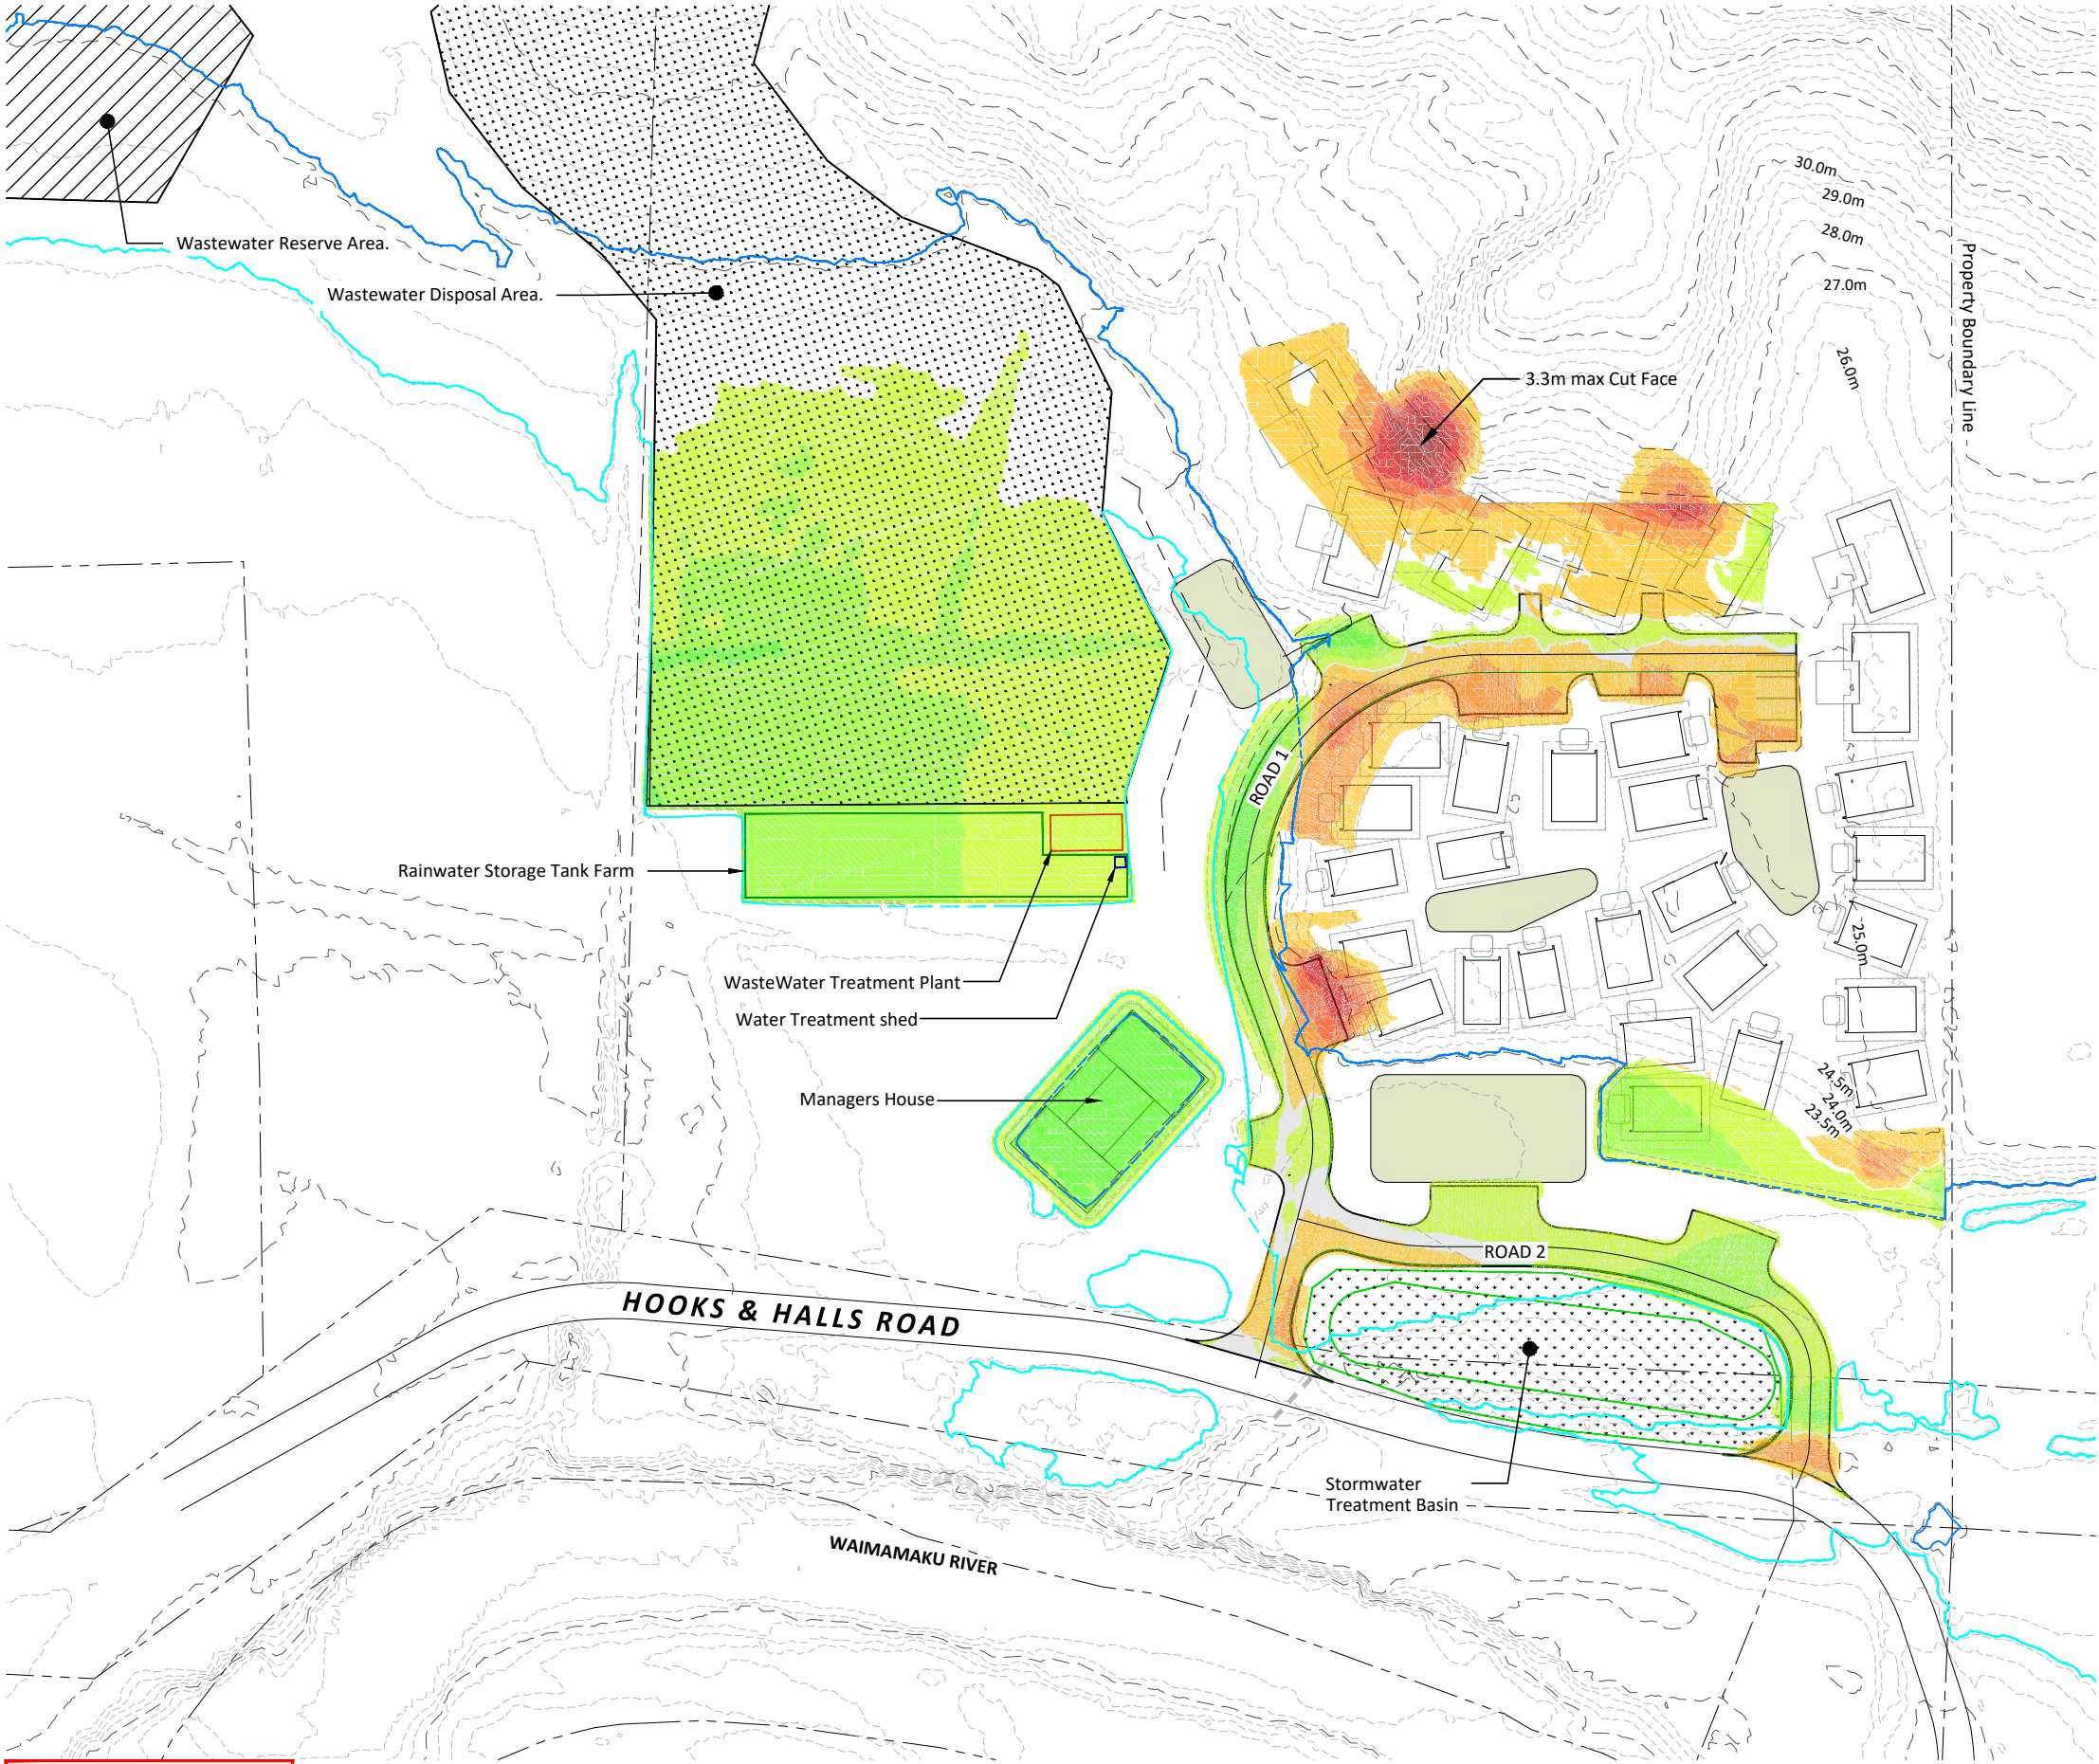 30.0m
29.0m
28.0m
27.0m
26.0m
Property Boundary Line
Wastewater Reserve Area.
Wastewater Disposal Area.
3.3m max Cut Face
ROAD 1
Rainwater Storage Tank Farm
25.0m
WasteWater Treatment Plant
Water Treatment shed
Managers House
24.5m
24.0m
23.5m
ROAD 2
HOOKS & HALLS ROAD
Stormwater
Treatment Basin
WAIMAMAKU RIVER